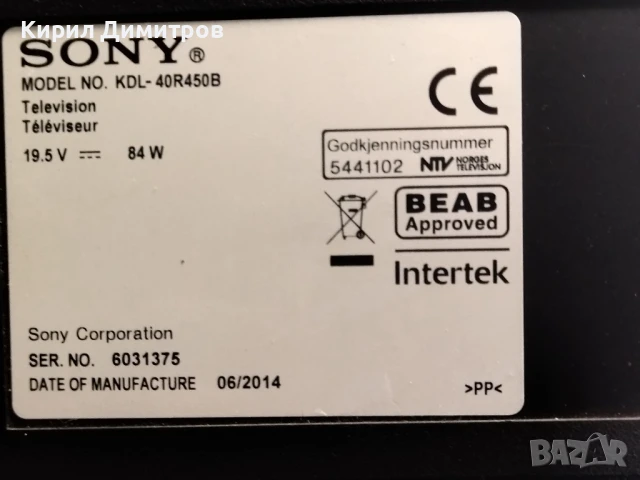 Кирил Димитров
SONY®
MODEL NO. KDL-40R450B
Television
Téléviseur
19.5 V ⎓ 84 W
CE
Godkjenningsnummer
5441102 NTV NORGES TELEVISJON
BEAB
Approved
Intertek
Sony Corporation
SER. NO. 6031375
DATE OF MANUFACTURE 06/2014
>PP<
BAZAR